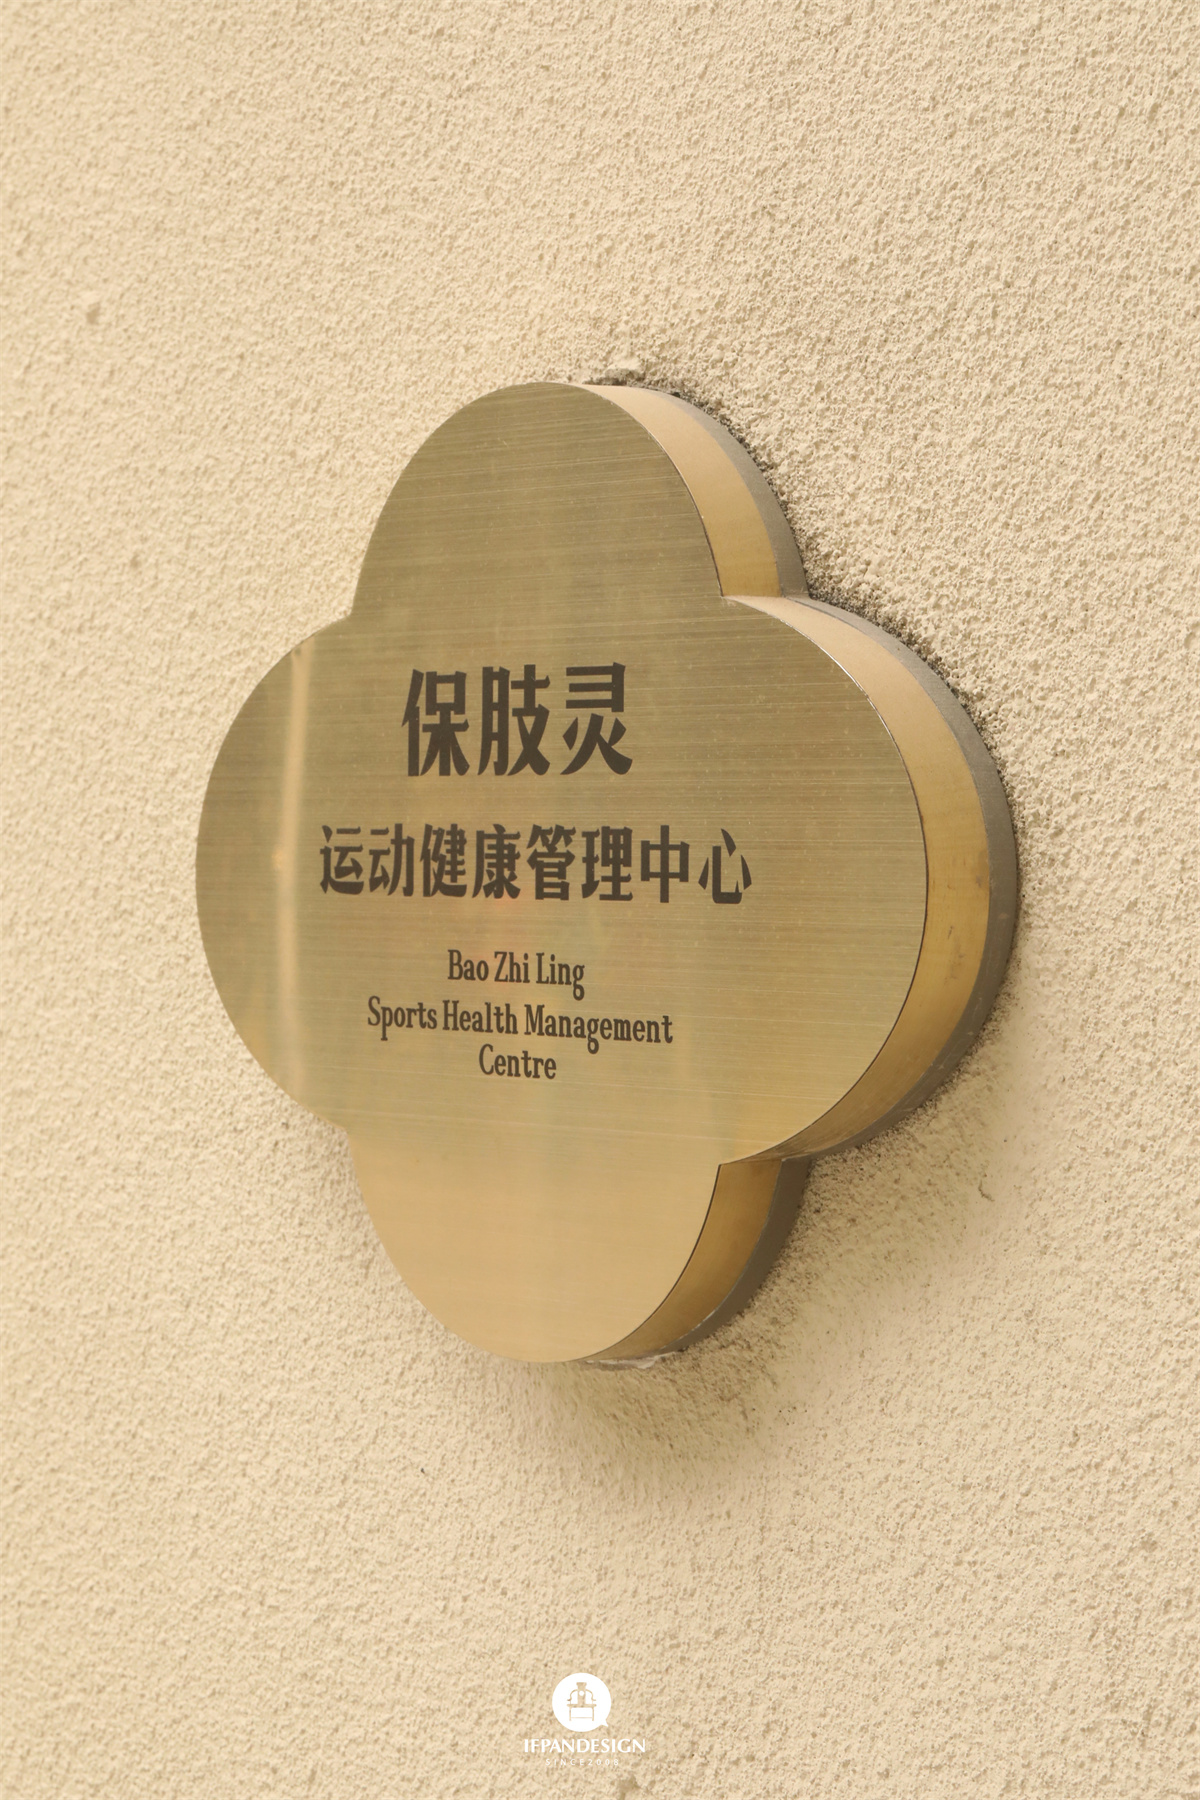 保肢灵
运动健康管理中心
Bao Zhi Ling
Sports Health Management
Centre
IFPANDESIGN